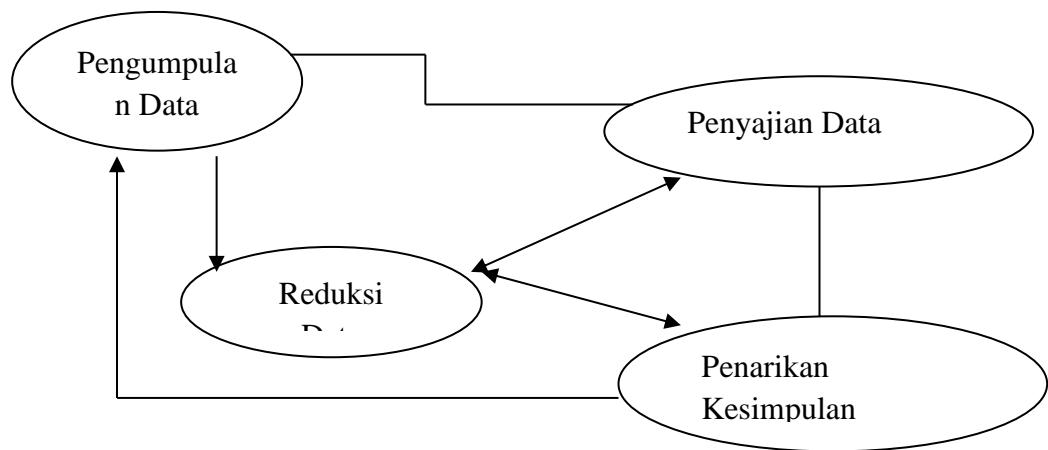 Pengumpula
n Data
Penyajian Data
Reduksi
Penarikan
Kesimpulan